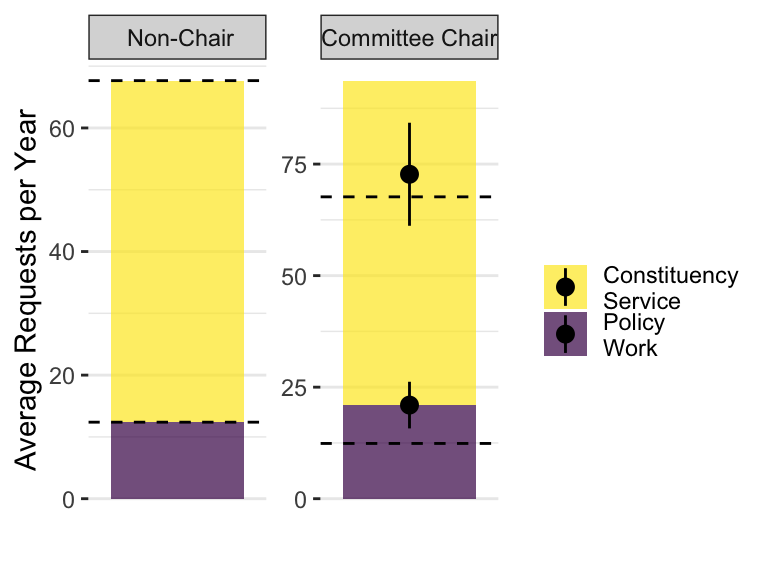 Non-Chair
Committee Chair
Average Requests per Year
60
40
20
0
75
50
25
0
Constituency
Service
Policy
Work